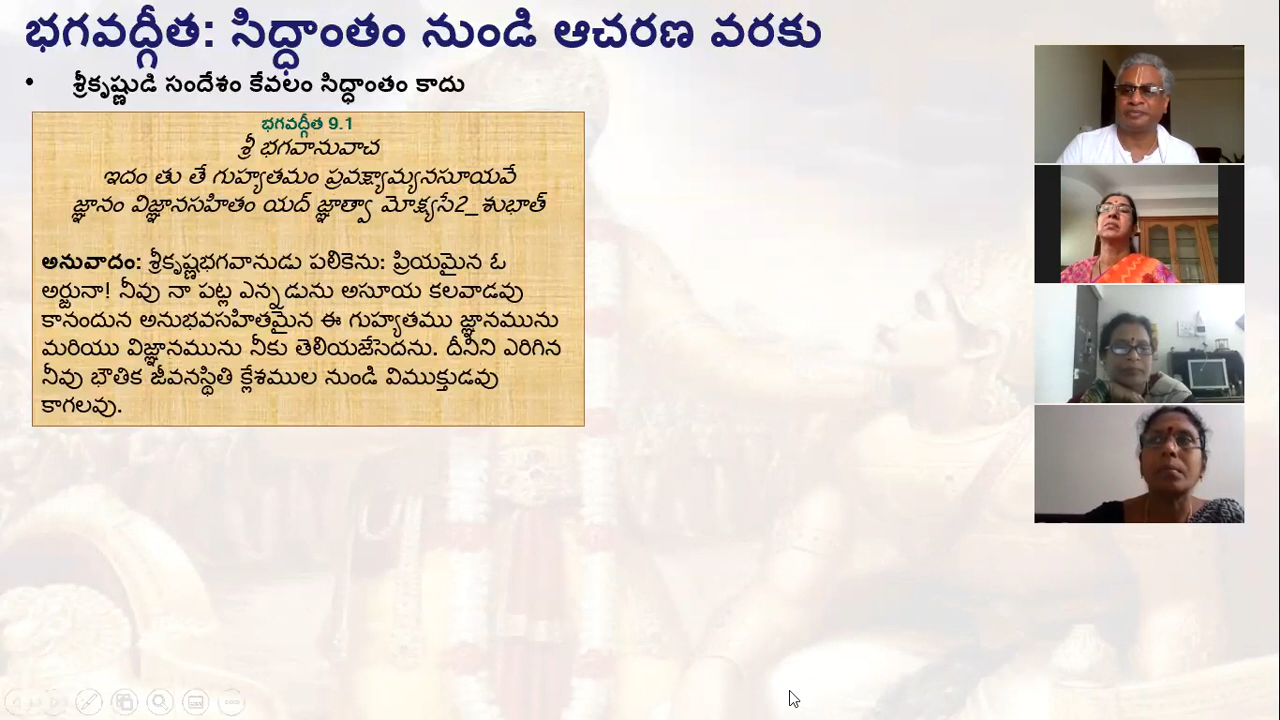 భగవద్గీత: సిద్ధాంతం నుండి ఆచరణ వరకు
• శ్రీకృష్ణుడి సందేశం కేవలం సిద్ధాంతం కాదు
భగవద్గీత 9.1
శ్రీ భగవానువాచ
ఇదం తు తే గుహ్యతమం ప్రవక్ష్యామ్యనసూయవే
జ్ఞానం విజ్ఞానసహితం యద్ జ్ఞాత్వా మోక్ష్యసే2_శుభాత్
అనువాదం: శ్రీకృష్ణభగవానుడు పలికెను: ప్రియమైన ఓ
అర్జునా! నీవు నా పట్ల ఎన్నడును అసూయ కలవాడవు
కానందున అనుభవసహితమైన ఈ గుహ్యతము జ్ఞానమును
మరియు విజ్ఞానమును నీకు తెలియజేసెదను. దీనిని ఎరిగిన
నీవు భౌతిక జీవనస్థితి క్లేశముల నుండి విముక్తుడవు
కాగలవు.